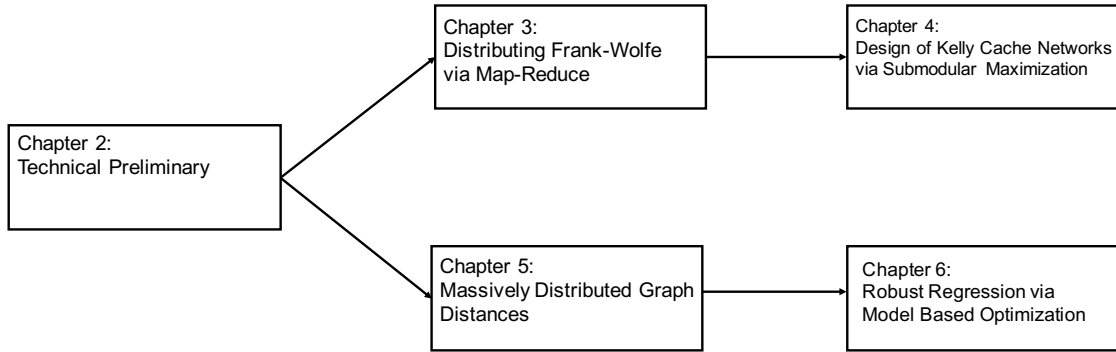 Chapter 2:
Technical Preliminary
Chapter 3:
Distributing Frank-Wolfe
via Map-Reduce
Chapter 4:
Design of Kelly Cache Networks
via Submodular Maximization
Chapter 5:
Massively Distributed Graph
Distances
Chapter 6:
Robust Regression via
Model Based Optimization